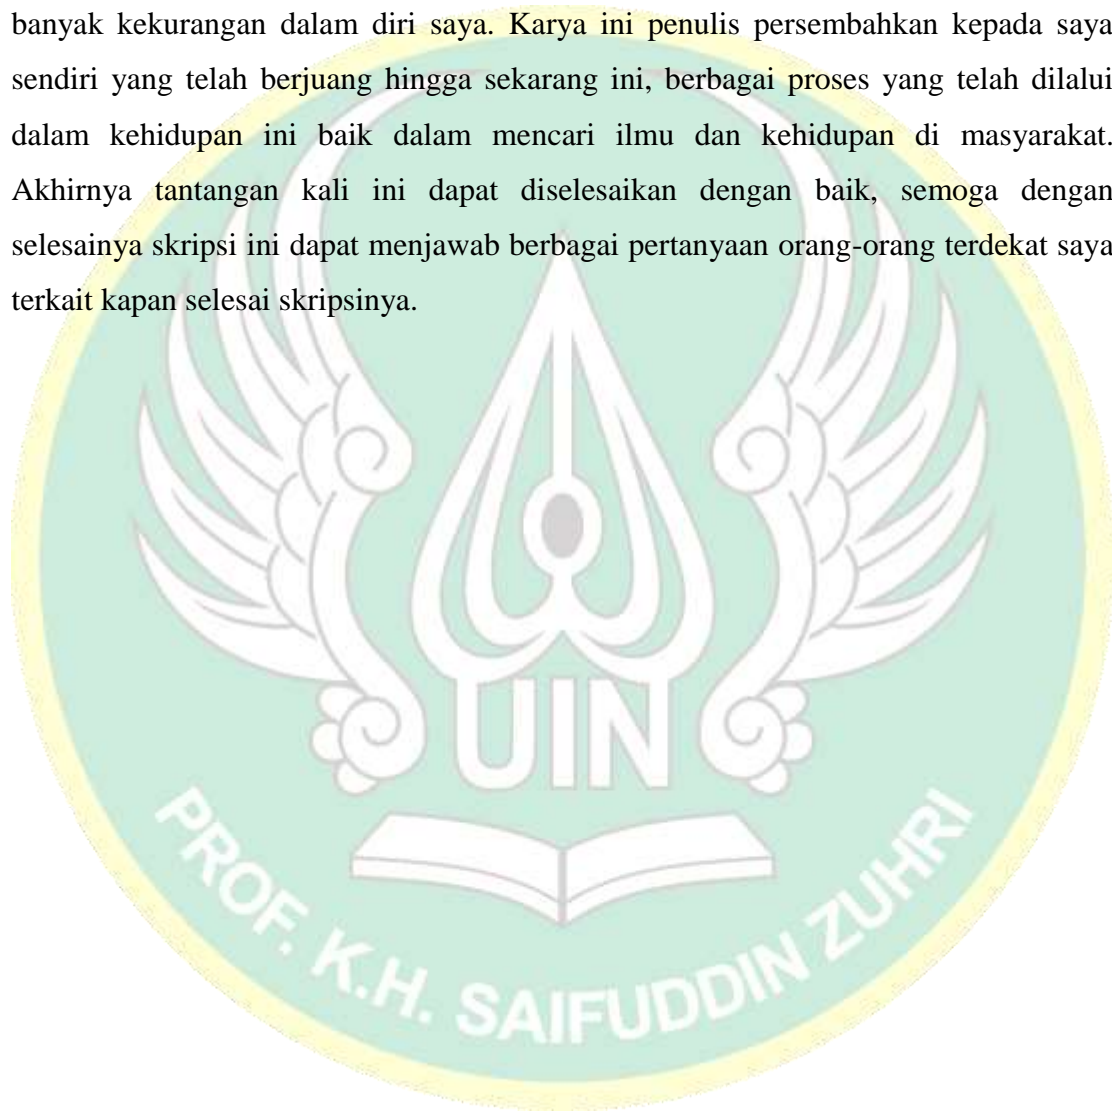 banyak kekurangan dalam diri saya. Karya ini penulis persembahkan kepada saya
sendiri yang telah berjuang hingga sekarang ini, berbagai proses yang telah dilalui
dalam kehidupan ini baik dalam mencari ilmu dan kehidupan di masyarakat.
Akhirnya tantangan kali ini dapat diselesaikan dengan baik, semoga dengan
selesainya skripsi ini dapat menjawab berbagai pertanyaan orang-orang terdekat saya
terkait kapan selesai skripsinya.
UIN
PROF. K.H. SAIFUDDIN ZUHRI